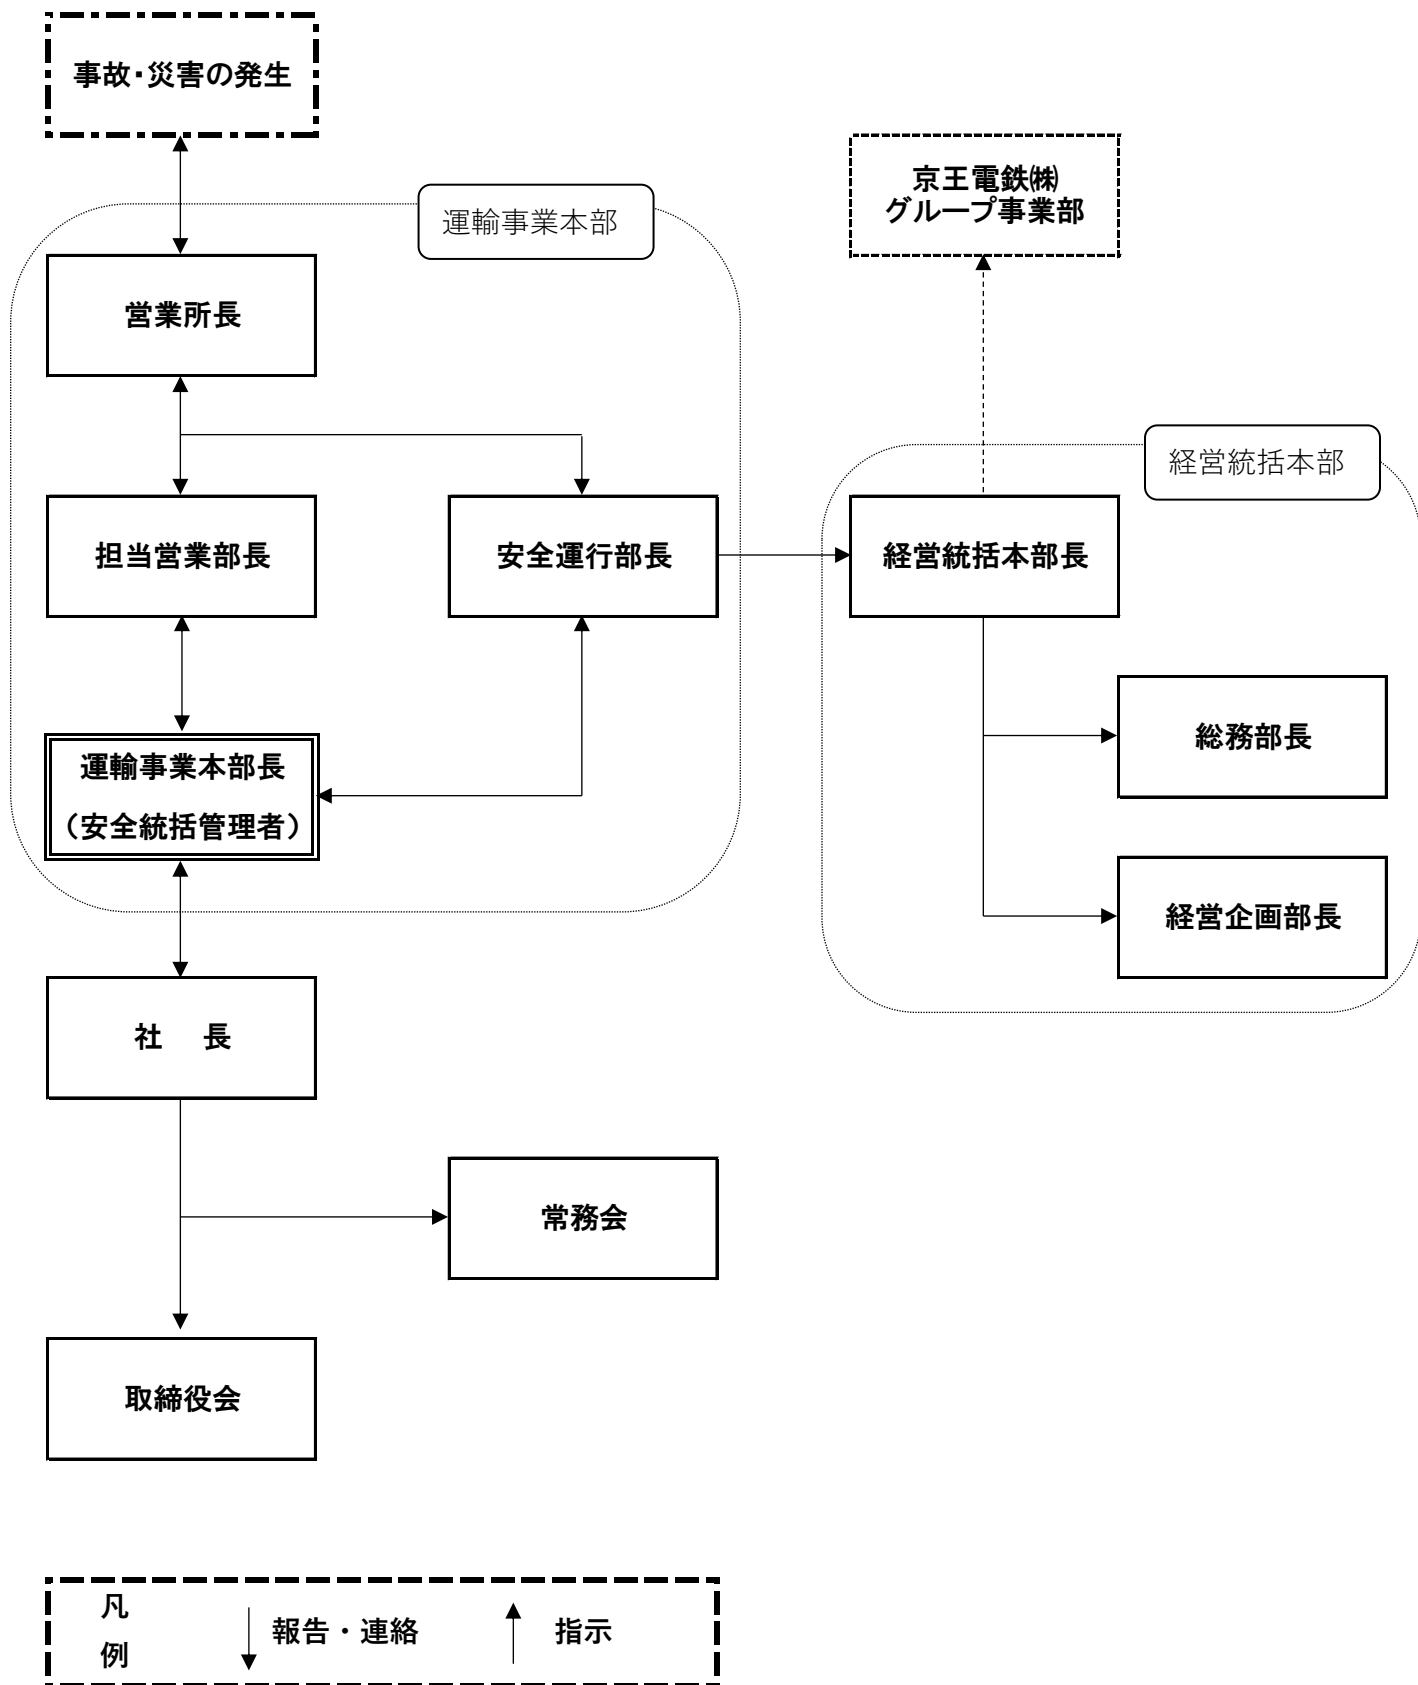 事故・災害の発生
京王電鉄㈱
グループ事業部
運輸事業本部
営業所長
経営統括本部
担当営業部長
安全運行部長
経営統括本部長
総務部長
運輸事業本部長
（安全統括管理者）
経営企画部長
社　長
常務会
取締役会
凡
例
報告・連絡
指示